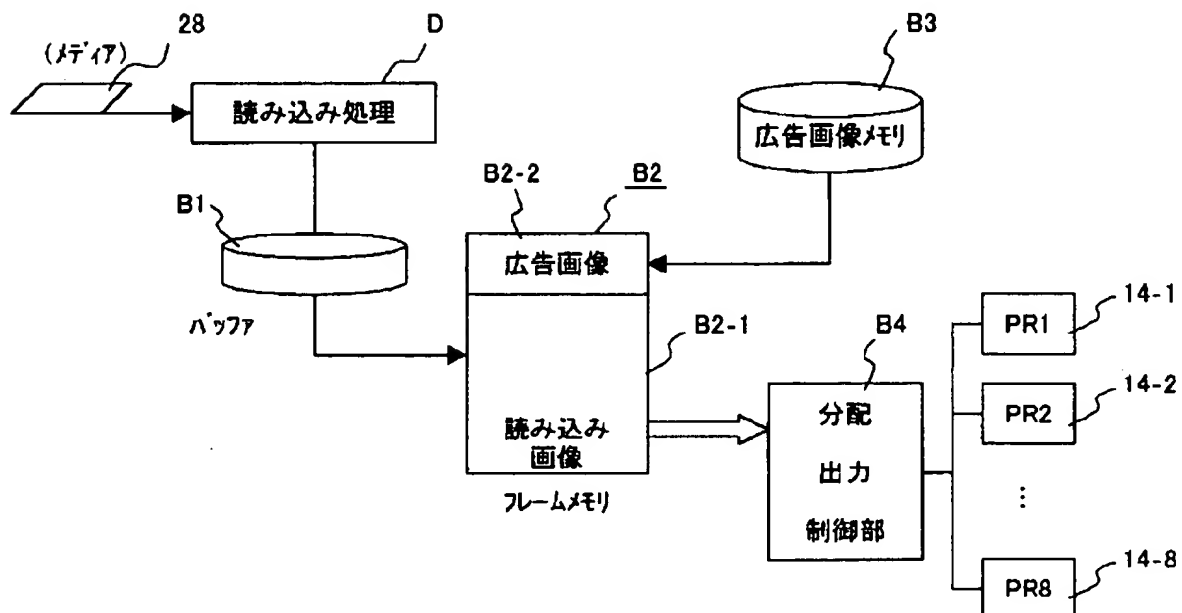 28
D
B3
(メディア)
読み込み処理
広告画像メモリ
B2-2
B2
B1
広告画像
バッファ
B2-1
B4
14-1
PR1
14-2
PR2
読み込み
画像
フレームメモリ
分配
出力
制御部
⋮
14-8
PR8